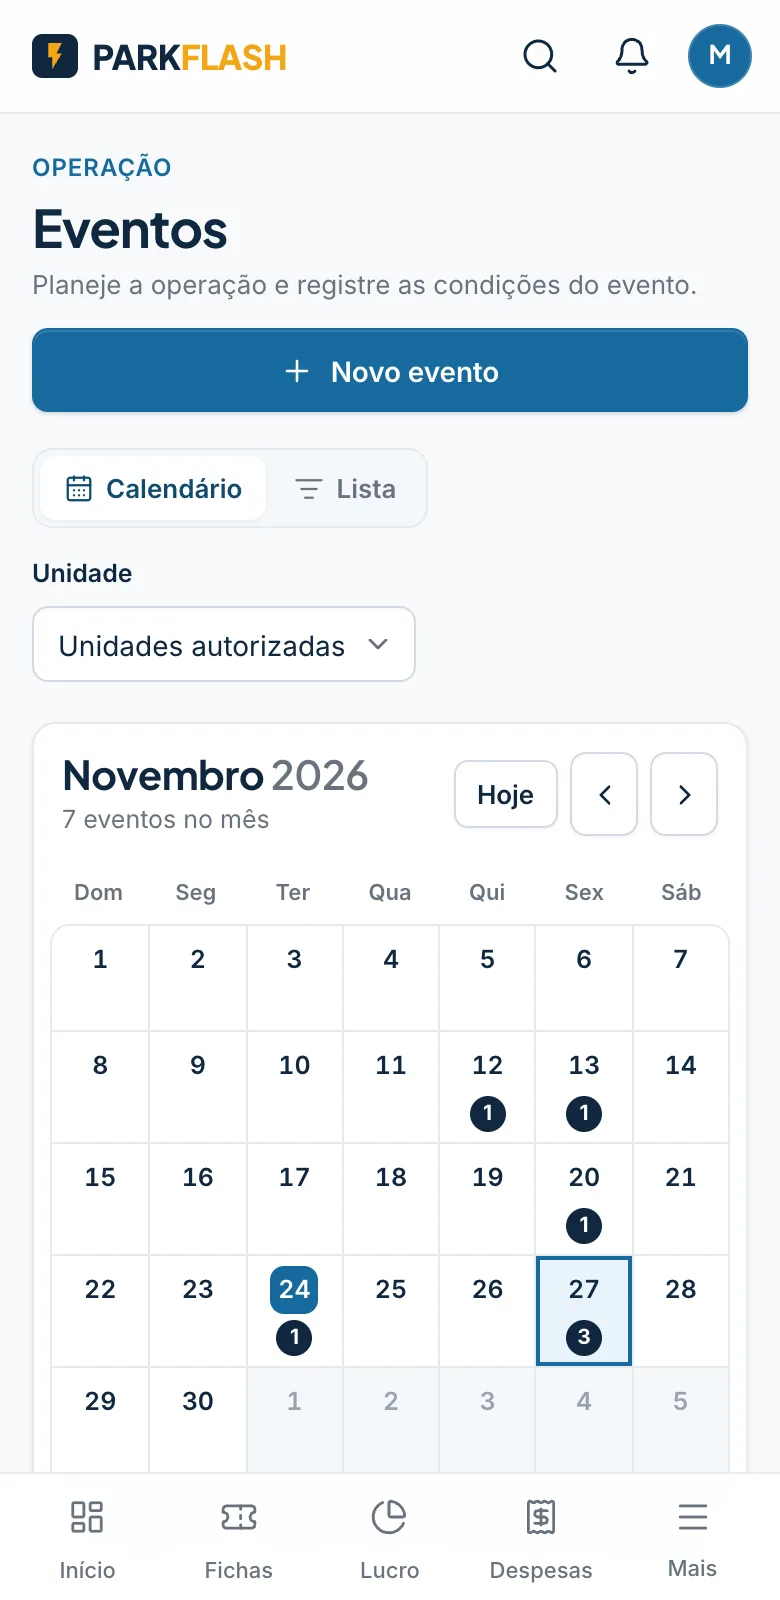 PARKFLASH
M
OPERAÇÃO
Eventos
Planeje a operação e registre as condições do evento.
+ Novo evento
Calendário Lista
Unidade
Unidades autorizadas
Novembro 2026
7 eventos no mês
Hoje
Dom Seg Ter Qua Qui Sex Sáb
1 2 3 4 5 6 7
8 9 10 11 12 13 14
1 1
15 16 17 18 19 20 21
1
22 23 24 25 26 27 28
1 3
29 30 1 2 3 4 5
Início Fichas Lucro Despesas Mais